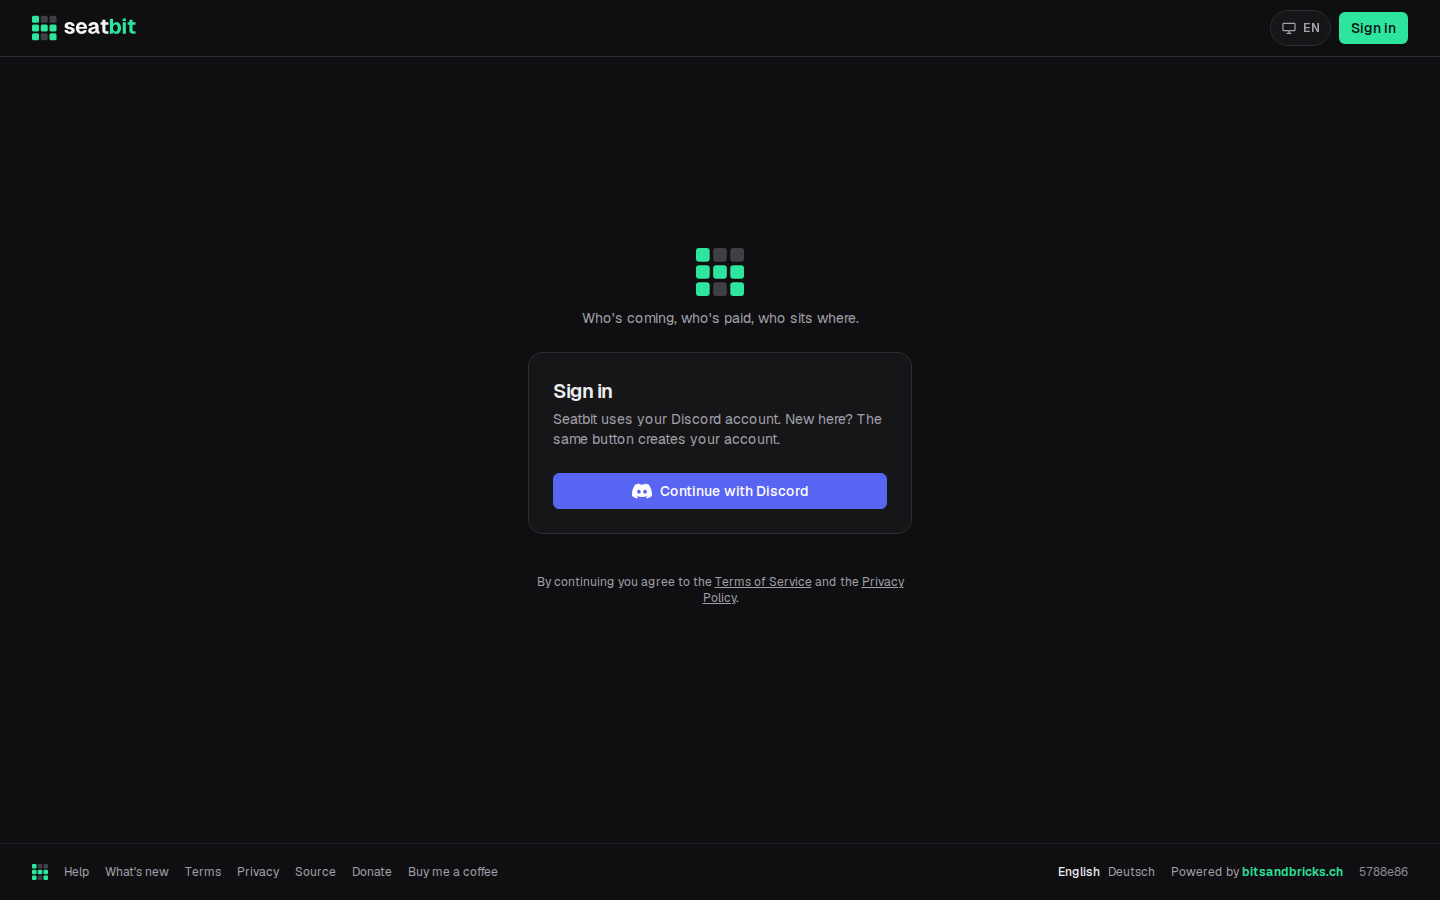 seatbit
EN
Sign in
Who's coming, who's paid, who sits where.
Sign in
Seatbit uses your Discord account. New here? The
same button creates your account.
Continue with Discord
By continuing you agree to the Terms of Service and the Privacy
Policy.
Help What's new Terms Privacy Source Donate Buy me a coffee English Deutsch Powered by bitsandbricks.ch 5788e86